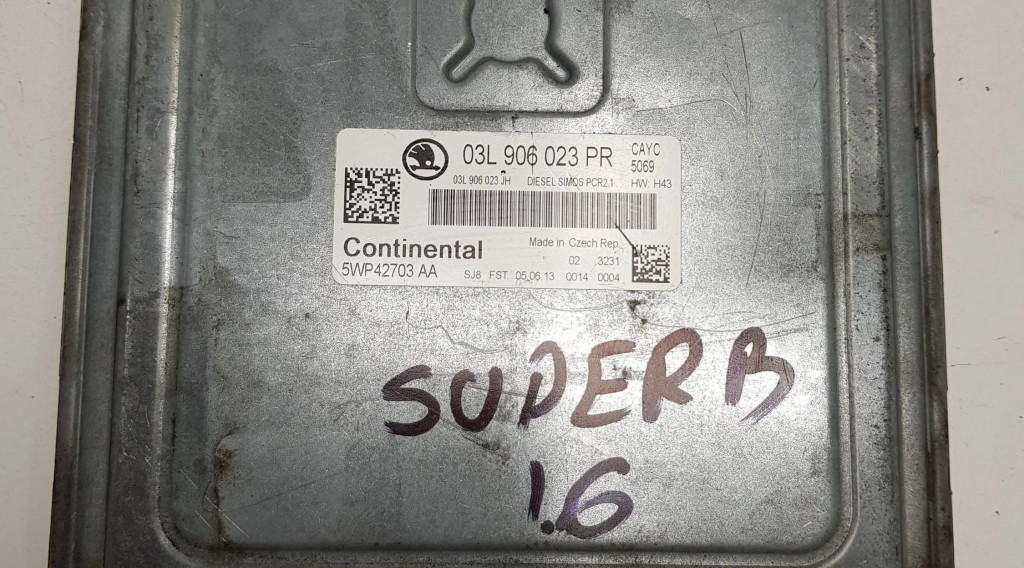 03L 906 023 PR CAYC
5069
03L 906 023 JH DIESEL SIMOS PCR2.1 HW: H43
Continental Made in Czech Rep.
02 3231
5WP42703 AA SJ8 FST 05.06.13 0014 0004
SUPERB
1.6